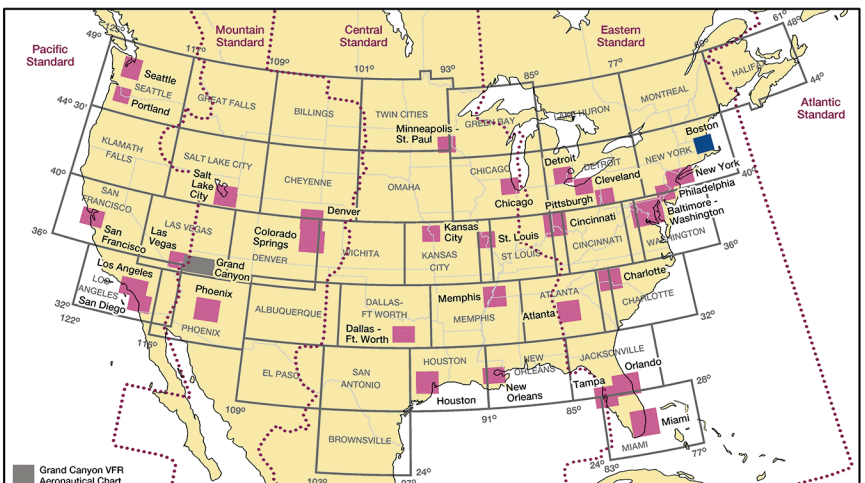 Pacific
Standard
Mountain
Standard
Central
Standard
Eastern
Standard
Atlantic
Standard
49°
125°
117°
109°
101°
93°
85°
77°
69°
61°
48°
44°
44° 30'
40°
36°
32°
122°
116°
109°
103°
97°
24°
91°
85°
24°
83°
77°
28°
32°
36°
40°
Seattle
SEATTLE
Portland
GREAT FALLS
BILLINGS
TWIN CITIES
Minneapolis -
St. Paul
GREEN BAY
LAKE HURON
MONTREAL
HALIFAX
Boston
KLAMATH
FALLS
SALT LAKE CITY
Salt
Lake
City
CHEYENNE
OMAHA
CHICAGO
Chicago
Detroit
DETROIT
Cleveland
NEW YORK
New York
Philadelphia
Pittsburgh
Baltimore -
Washington
WASHINGTON
SAN
FRANCISCO
San
Francisco
LAS VEGAS
Las
Vegas
Grand
Canyon
Denver
Colorado
Springs
DENVER
WICHITA
Kansas
City
KANSAS
CITY
St. Louis
ST LOUIS
Cincinnati
CINCINNATI
Los Angeles
LOS
ANGELES
San Diego
Phoenix
PHOENIX
ALBUQUERQUE
DALLAS-
FT WORTH
Dallas -
Ft. Worth
Memphis
MEMPHIS
ATLANTA
Atlanta
Charlotte
CHARLOTTE
EL PASO
SAN
ANTONIO
HOUSTON
Houston
NEW
ORLEANS
New
Orleans
JACKSONVILLE
Tampa
Orlando
Miami
MIAMI
BROWNSVILLE
Grand Canyon VFR
Aeronautical Chart